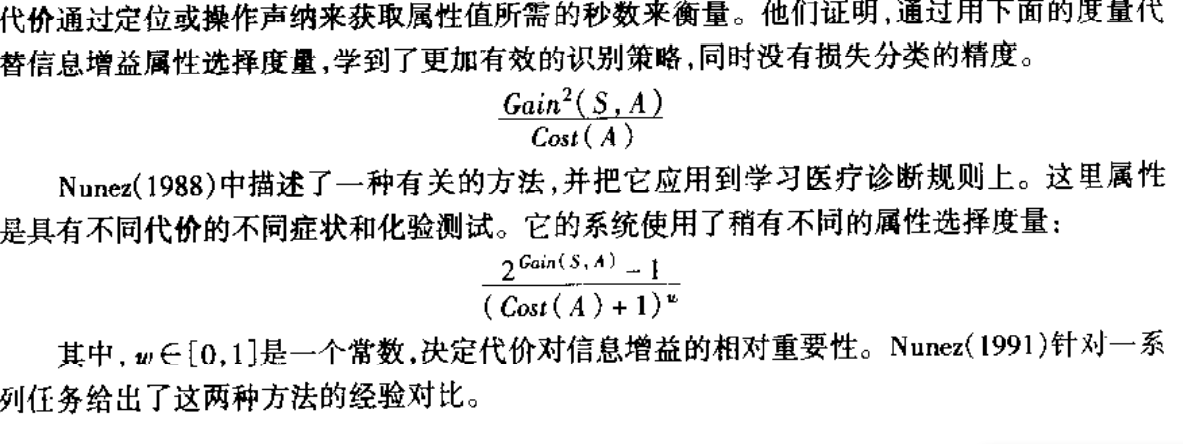 代价通过定位或操作声纳来获取属性值所需的秒数来衡量。他们证明,通过用下面的度量代
替信息增益属性选择度量,学到了更加有效的识别策略,同时没有损失分类的精度。
Gain²(S,A)
Cost(A)
Nunez(1988)中描述了一种有关的方法,并把它应用到学习医疗诊断规则上。这里属性
是具有不同代价的不同症状和化验测试。它的系统使用了稍有不同的属性选择度量:
2^Gain(S,A) - 1
(Cost(A)+1)^w
其中,w∈[0,1]是一个常数,决定代价对信息增益的相对重要性。Nunez(1991)针对一系
列任务给出了这两种方法的经验对比。